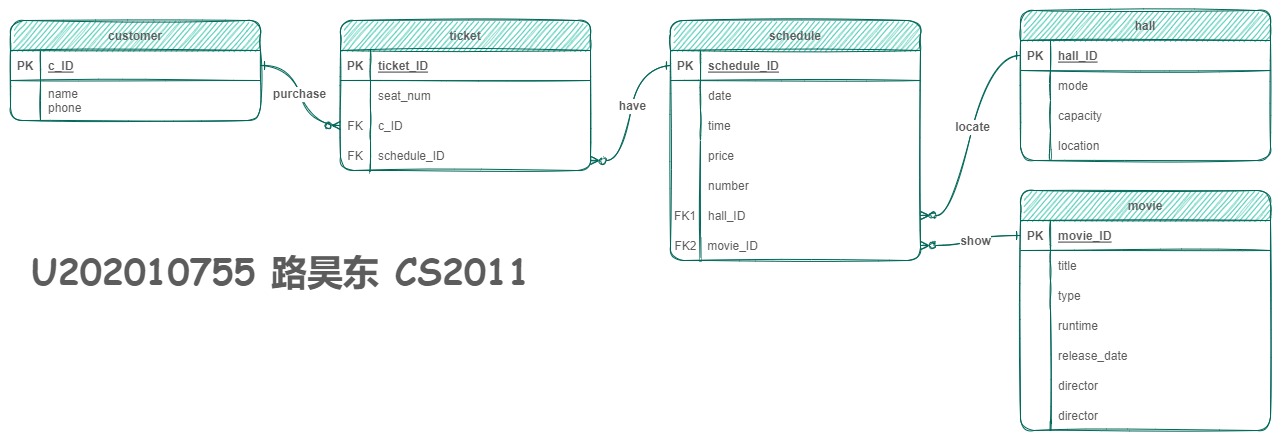 customer
PK c_ID
name
phone
purchase
ticket
PK ticket_ID
seat_num
FK c_ID
FK schedule_ID
have
schedule
PK schedule_ID
date
time
price
number
FK1 hall_ID
FK2 movie_ID
locate
show
hall
PK hall_ID
mode
capacity
location
movie
PK movie_ID
title
type
runtime
release_date
director
director
U202010755 路昊东 CS2011